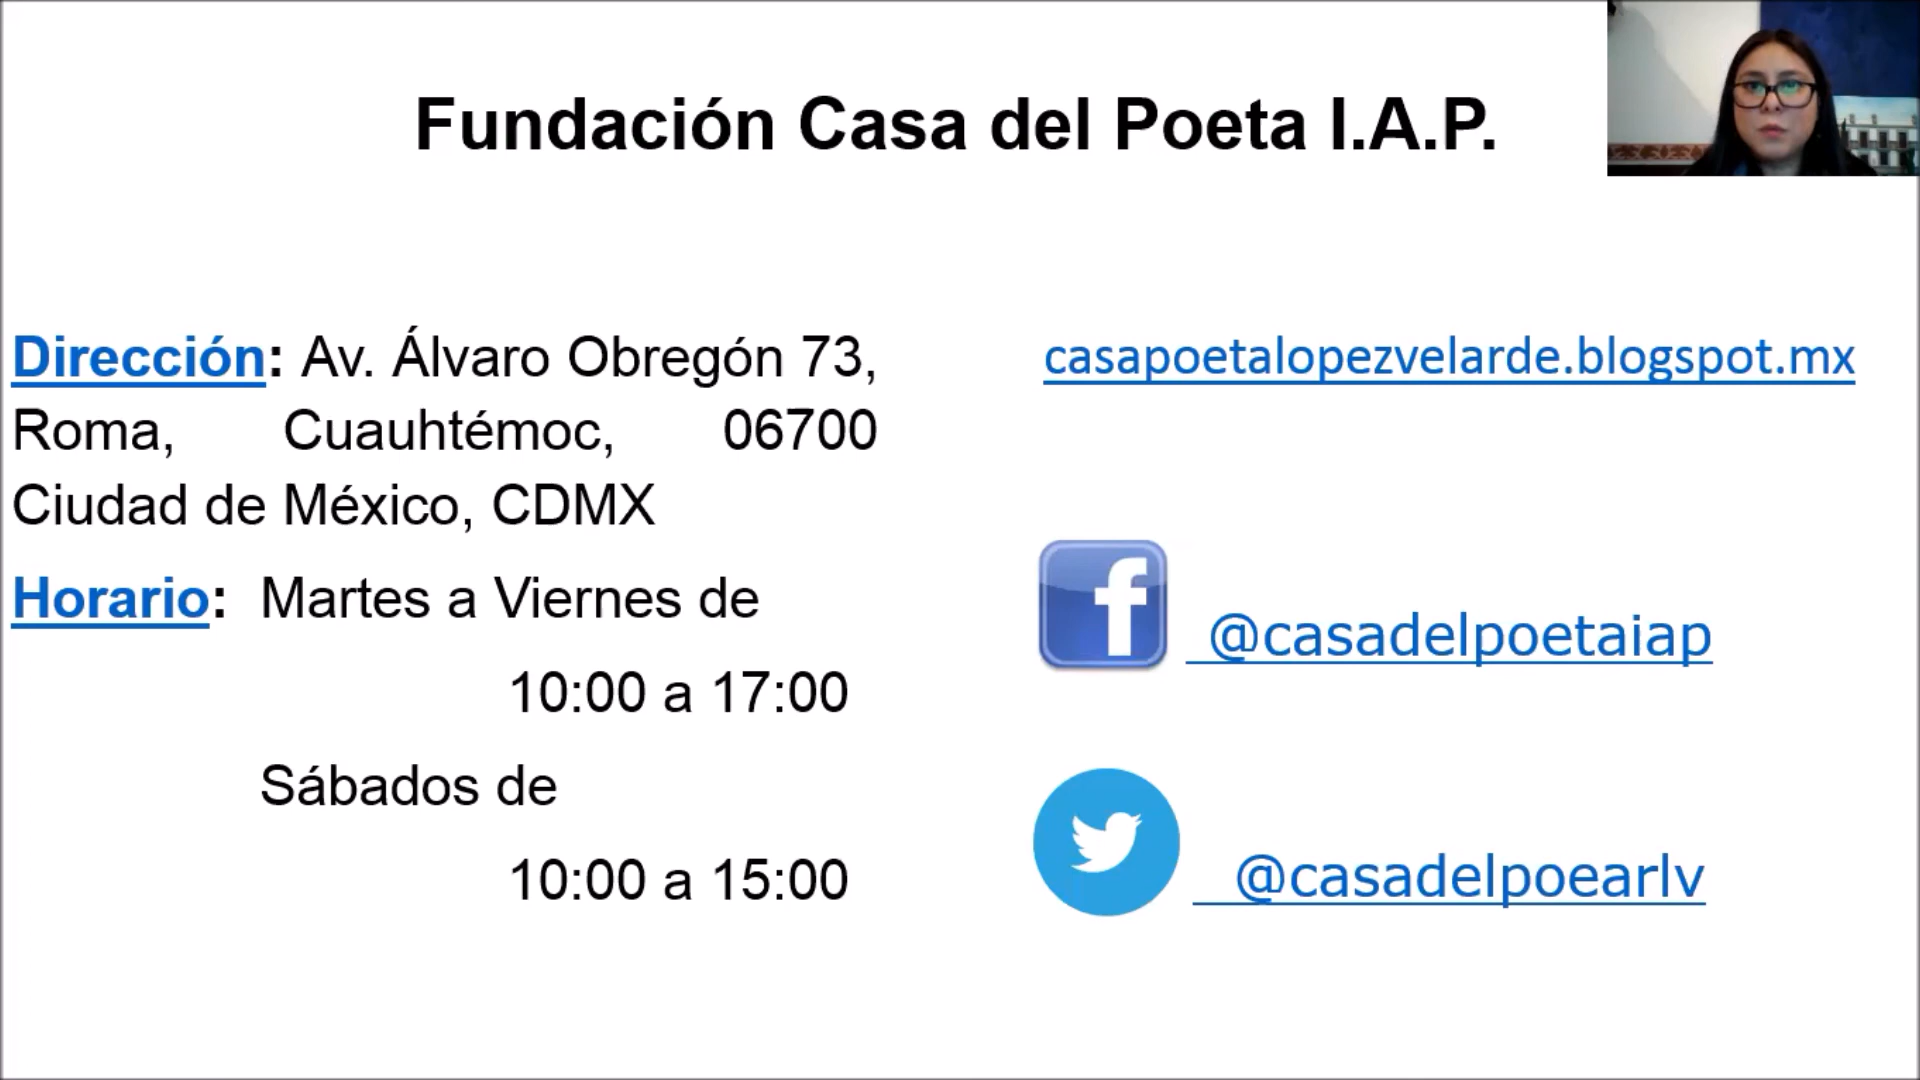 Fundación Casa del Poeta I.A.P.
Dirección: Av. Álvaro Obregón 73,
Roma, Cuauhtémoc, 06700
Ciudad de México, CDMX
Horario: Martes a Viernes de
10:00 a 17:00
Sábados de
10:00 a 15:00
casapoetalopezvelarde.blogspot.mx
@casadelpoetaiap
@casadelpoearlv